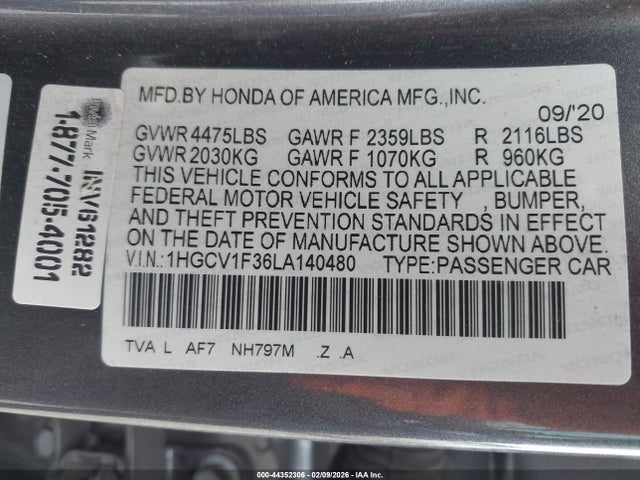 MFD.BY HONDA OF AMERICA MFG.,INC.
09/'20
GVWR 4475LBS GAWR F 2359LBS R 2116LBS
GVWR 2030KG GAWR F 1070KG R 960KG
THIS VEHICLE CONFORMS TO ALL APPLICABLE
FEDERAL MOTOR VEHICLE SAFETY , BUMPER,
AND THEFT PREVENTION STANDARDS IN EFFECT
ON THE DATE OF MANUFACTURE SHOWN ABOVE.
V.I.N.:1HGCV1F36LA140480 TYPE:PASSENGER CAR
TVA L AF7 NH797M .Z .A
Mark
INV61282
1-877-705-4001
000-44352306 - 02/09/2026 - IAA Inc.